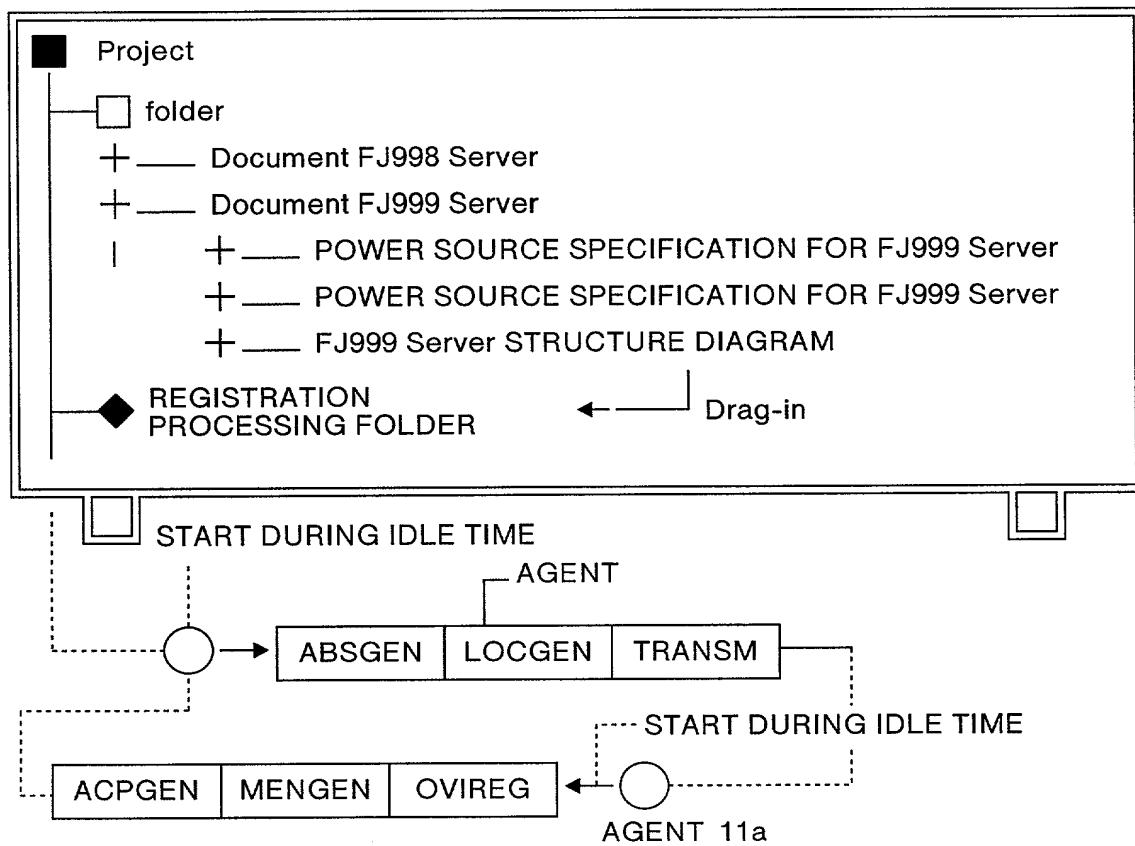 Project
folder
Document FJ998 Server
Document FJ999 Server
POWER SOURCE SPECIFICATION FOR FJ999 Server
POWER SOURCE SPECIFICATION FOR FJ999 Server
FJ999 Server STRUCTURE DIAGRAM
REGISTRATION
PROCESSING FOLDER
Drag-in
START DURING IDLE TIME
AGENT
ABSGEN LOCGEN TRANSM
START DURING IDLE TIME
ACPGEN MENGEN OVIREG
AGENT 11a